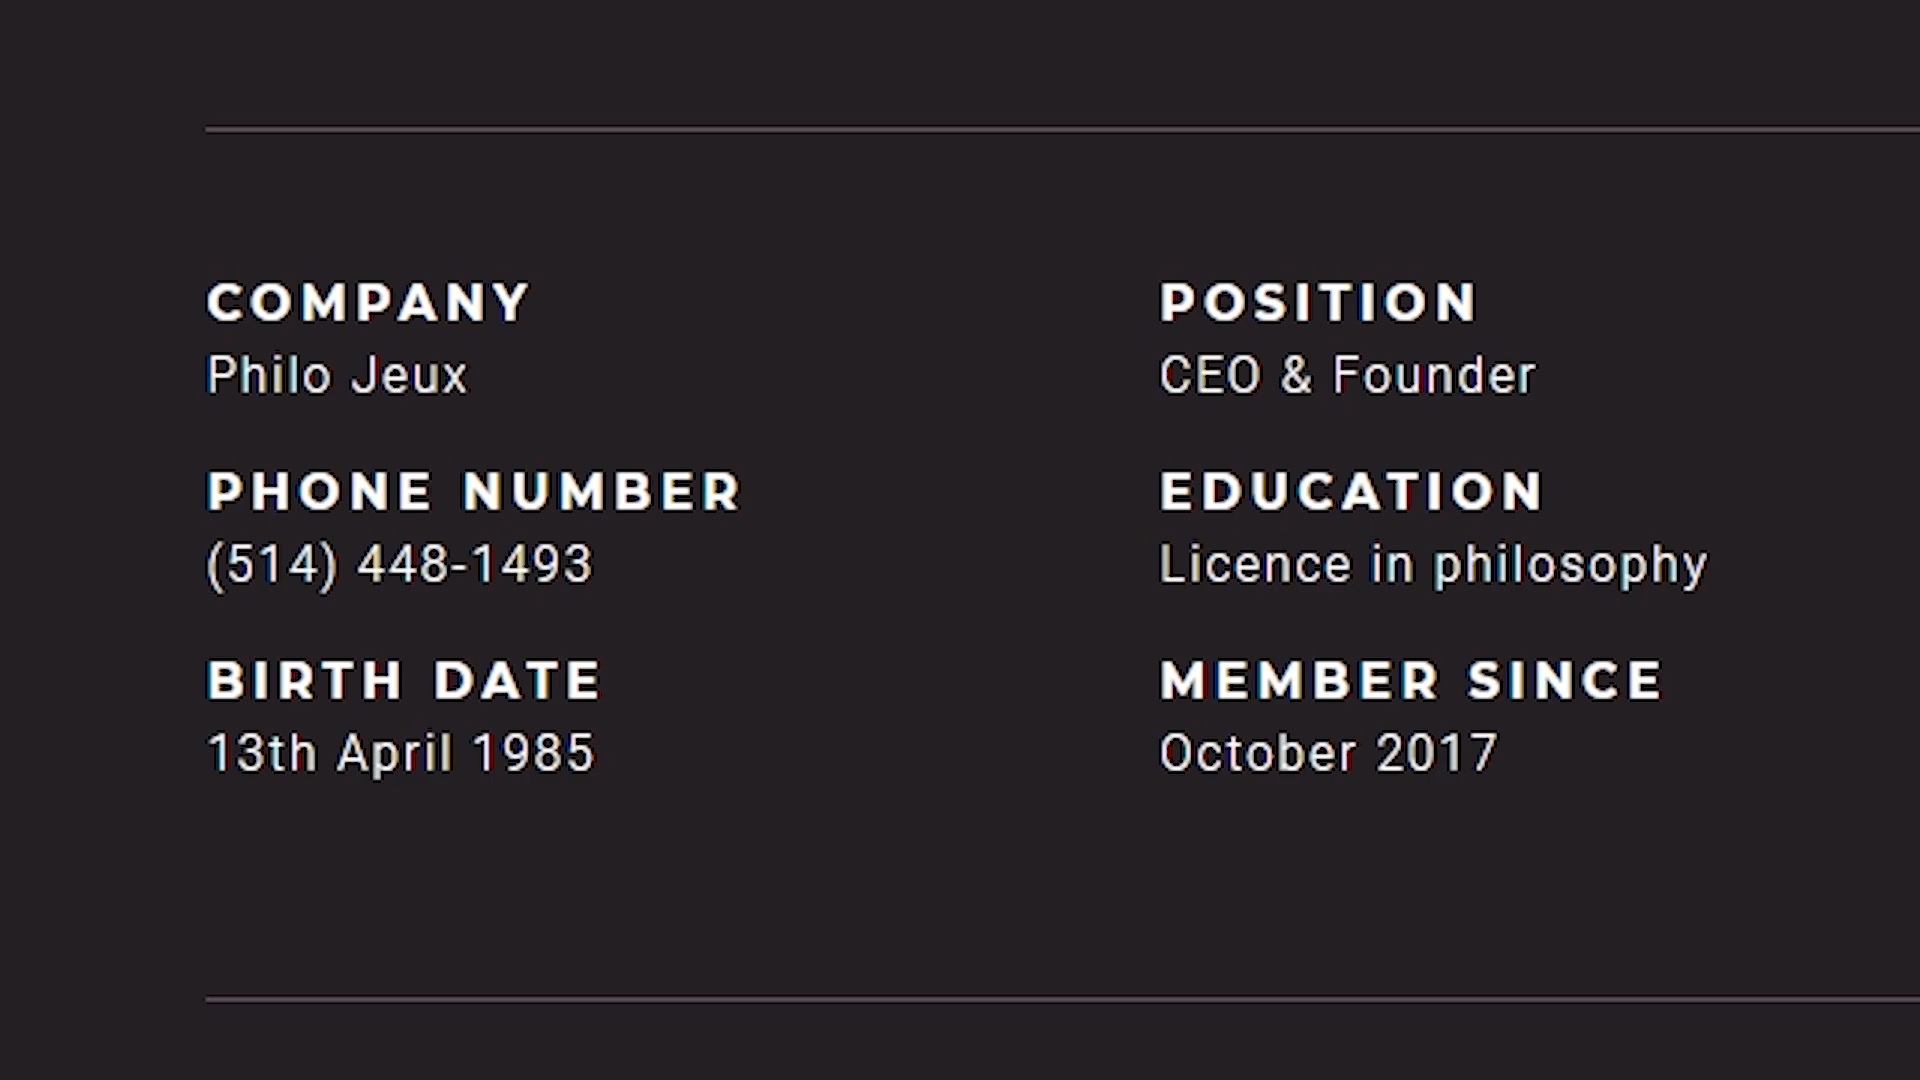 COMPANY
Philo Jeux
POSITION
CEO & Founder
PHONE NUMBER
(514) 448-1493
EDUCATION
Licence in philosophy
BIRTH DATE
13th April 1985
MEMBER SINCE
October 2017